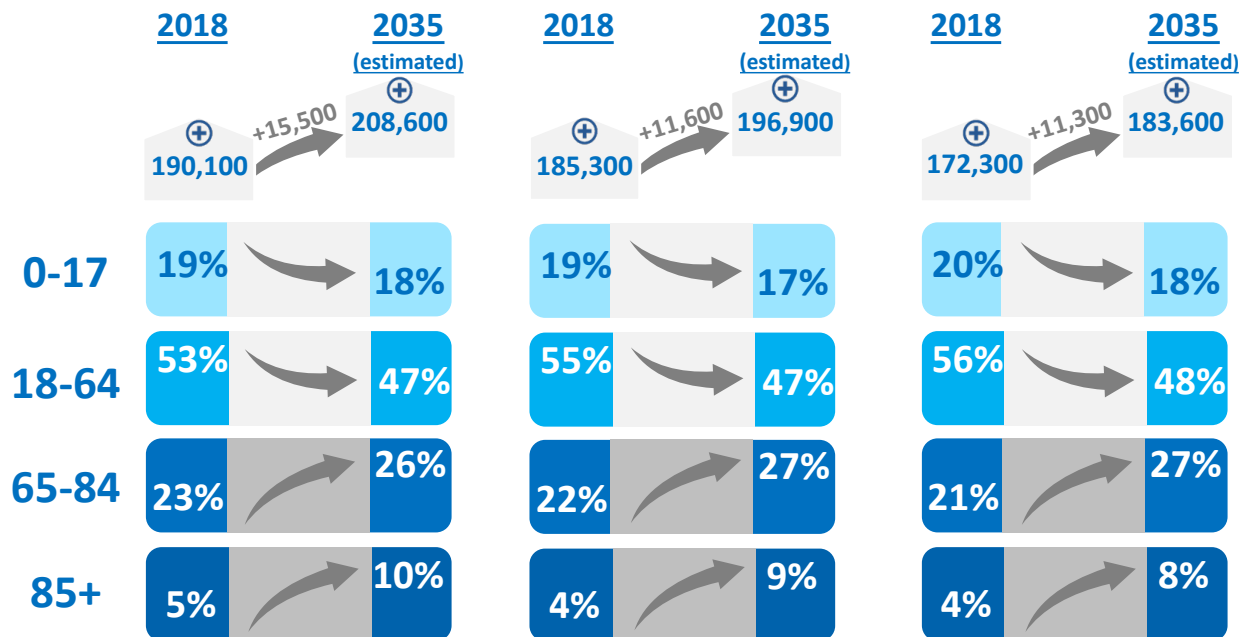 2018 2035 2018 2035 2018 2035
(estimated) (estimated) (estimated)
+15,500 208,600 +11,600 196,900 +11,300 183,600
190,100 185,300 172,300
0-17 19% 18% 19% 17% 20% 18%
18-64 53% 47% 55% 47% 56% 48%
65-84 23% 26% 22% 27% 21% 27%
85+ 5% 10% 4% 9% 4% 8%